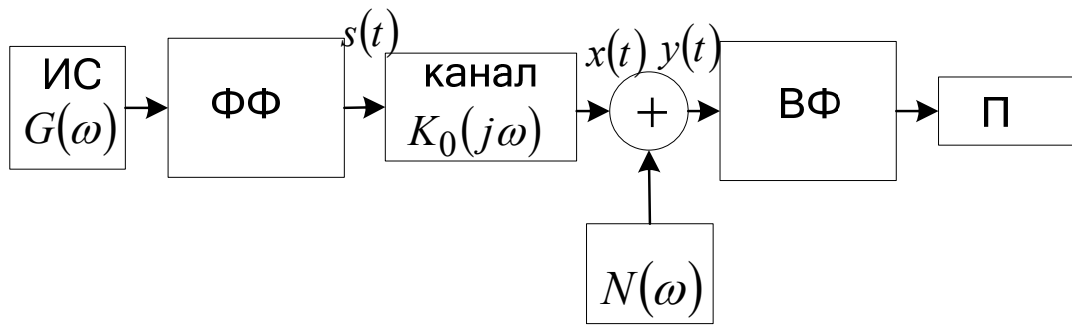 s(t)
x(t) y(t)
ИС
G(ω)
ФФ
канал
K₀(jω)
+
ВФ
П
N(ω)